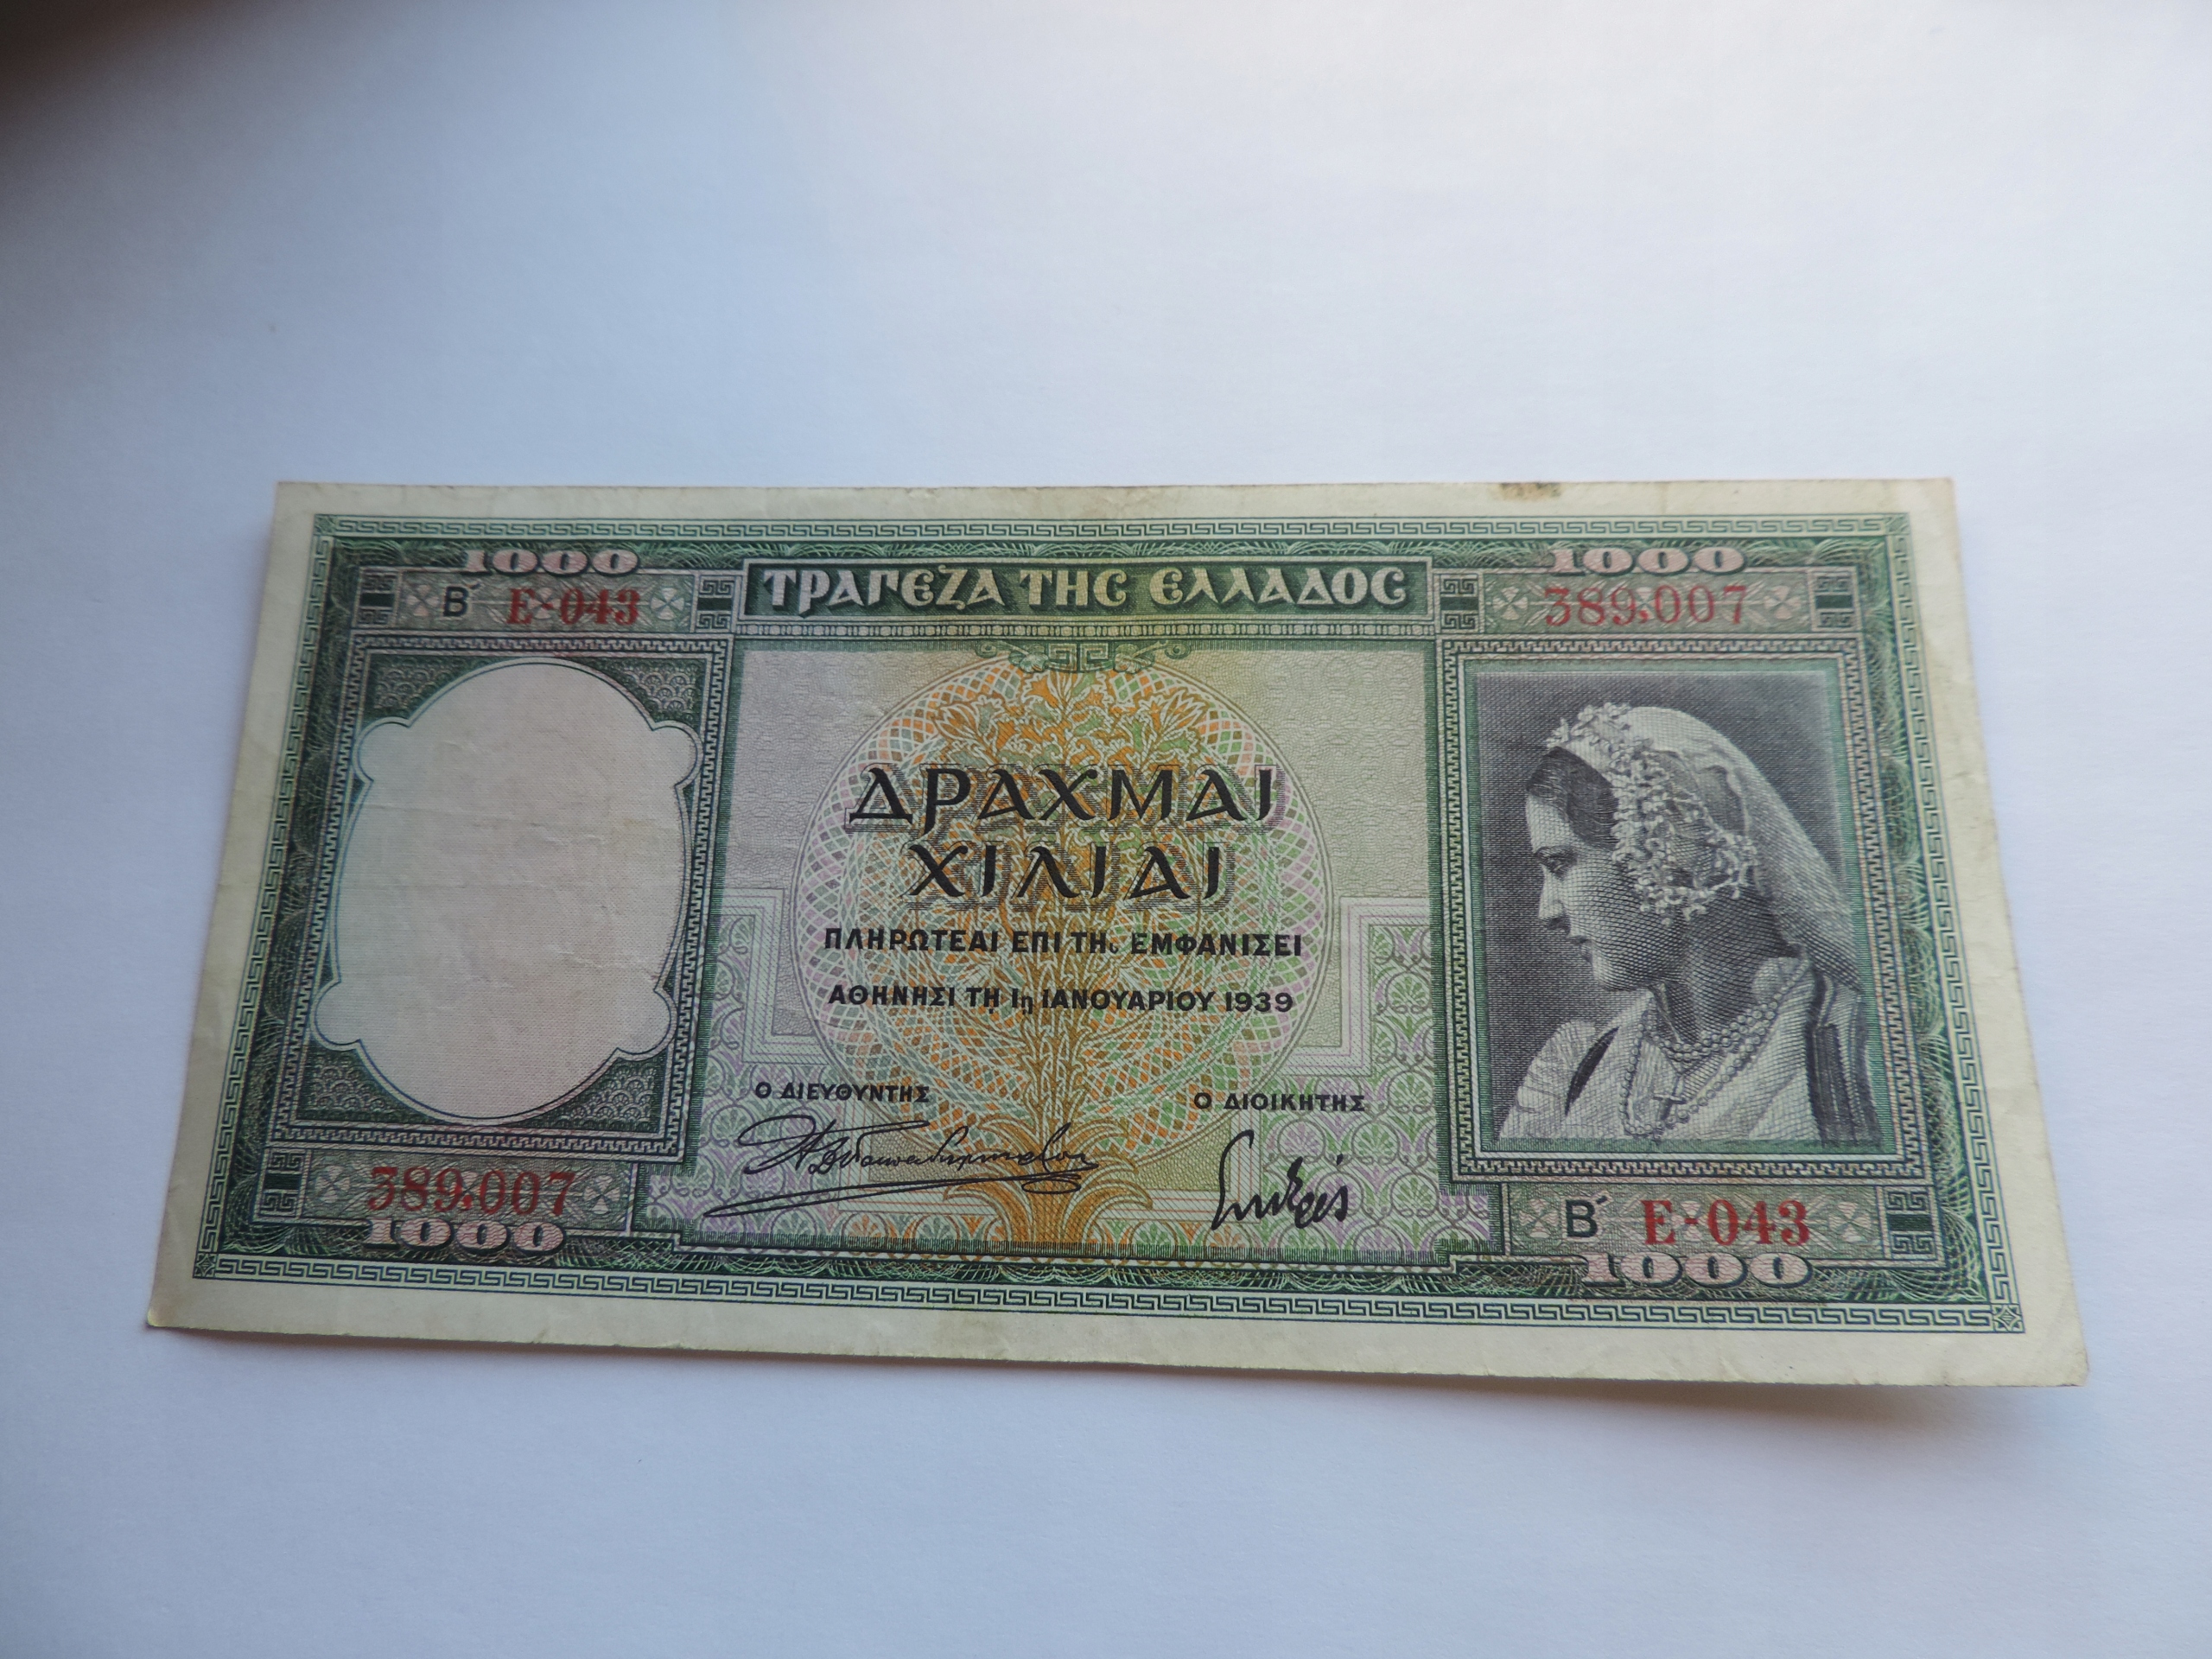 1000
1000
Β΄ Ε-043
ΤΡΑΠΕΖΑ ΤΗΣ ΕΛΛΑΔΟΣ
389,007
ΔΡΑΧΜΑΙ
ΧΙΛΙΑΙ
ΠΛΗΡΩΤΕΑΙ ΕΠΙ ΤΗι ΕΜΦΑΝΙΣΕΙ
ΑΘΗΝΗΣΙ ΤΗ 1η ΙΑΝΟΥΑΡΙΟΥ 1939
Ο ΔΙΕΥΘΥΝΤΗΣ
Ο ΔΙΟΙΚΗΤΗΣ
389,007
Β΄ Ε-043
1000
1000